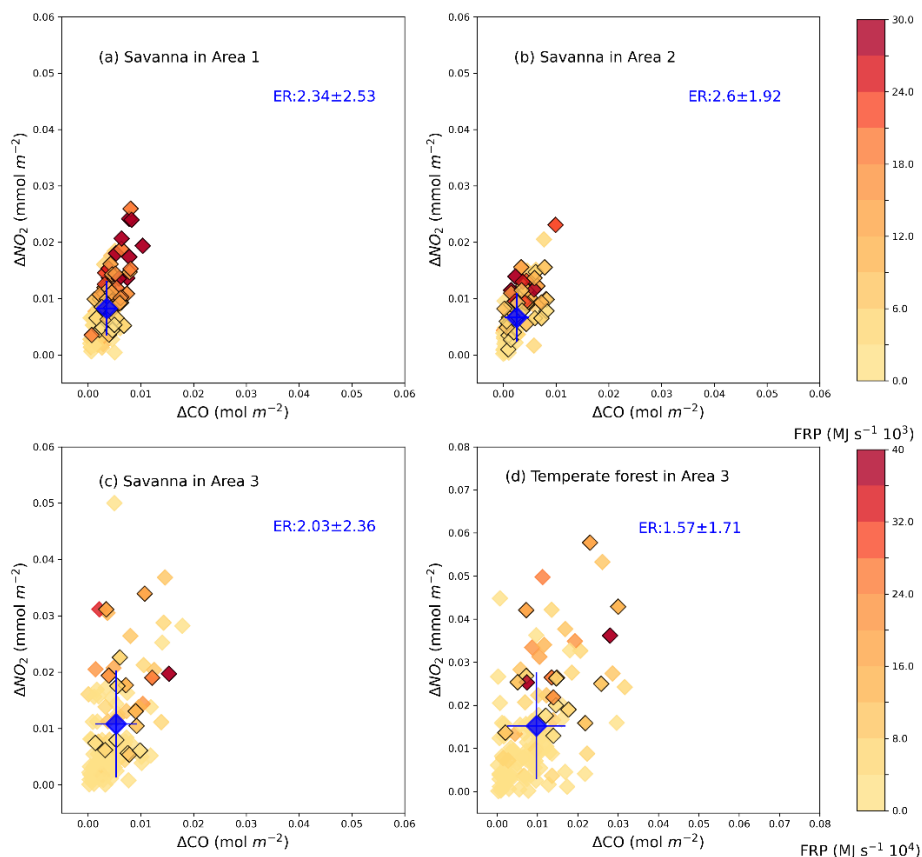 (a) Savanna in Area 1
ER:2.34±2.53
0.06
0.05
0.04
0.03
0.02
0.01
0.00
ΔNO₂ (mmol m⁻²)
0.00 0.01 0.02 0.03 0.04 0.05 0.06
ΔCO (mol m⁻²)
(b) Savanna in Area 2
ER:2.6±1.92
0.06
0.05
0.04
0.03
0.02
0.01
0.00
ΔNO₂ (mmol m⁻²)
0.00 0.01 0.02 0.03 0.04 0.05 0.06
ΔCO (mol m⁻²)
30.0
24.0
18.0
12.0
6.0
0.0
FRP (MJ s⁻¹ 10³)
(c) Savanna in Area 3
ER:2.03±2.36
0.06
0.05
0.04
0.03
0.02
0.01
0.00
ΔNO₂ (mmol m⁻²)
0.00 0.01 0.02 0.03 0.04 0.05 0.06
ΔCO (mol m⁻²)
(d) Temperate forest in Area 3
ER:1.57±1.71
0.08
0.07
0.06
0.05
0.04
0.03
0.02
0.01
0.00
ΔNO₂ (mmol m⁻²)
0.00 0.01 0.02 0.03 0.04 0.05 0.06 0.07 0.08
ΔCO (mol m⁻²)
40
32.0
24.0
16.0
8.0
0.0
FRP (MJ s⁻¹ 10⁴)